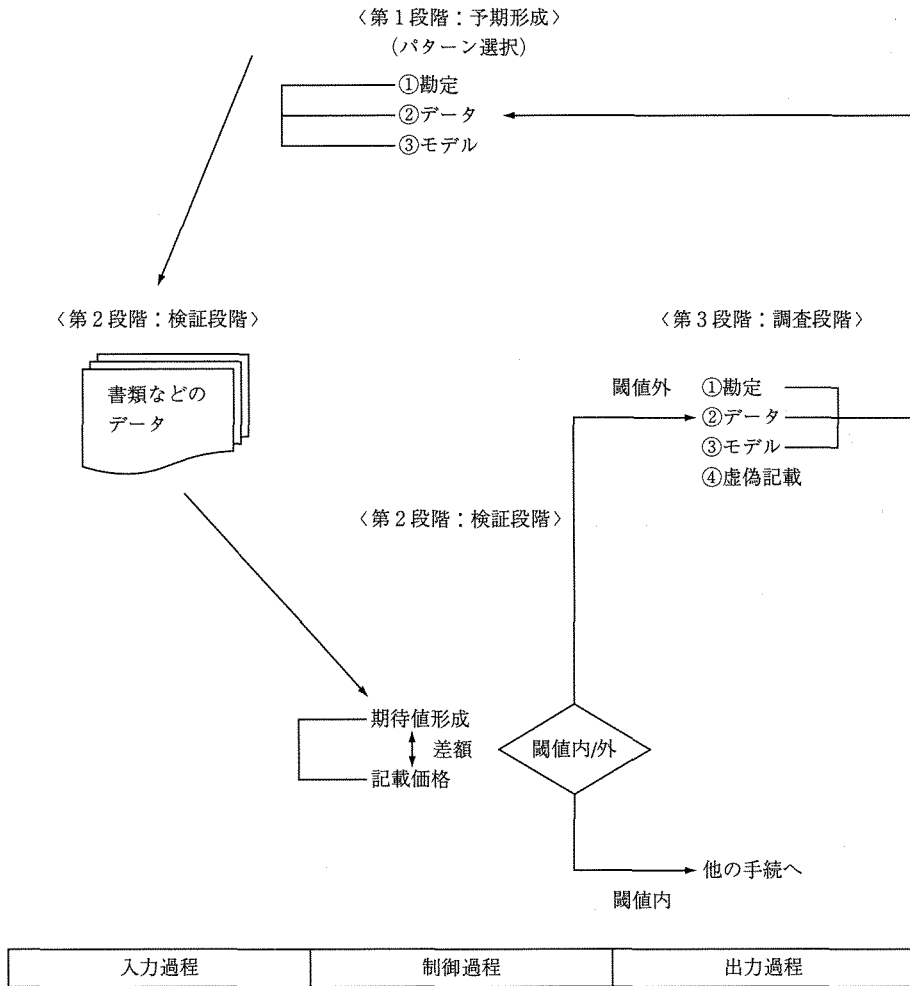 〈第1段階：予期形成〉
(パターン選択)
①勘定
②データ
③モデル
〈第2段階：検証段階〉
書類などの
データ
〈第3段階：調査段階〉
閾値外
①勘定
②データ
③モデル
④虚偽記載
〈第2段階：検証段階〉
期待値形成
差額
記載価格
閾値内/外
他の手続へ
閾値内
入力過程
制御過程
出力過程